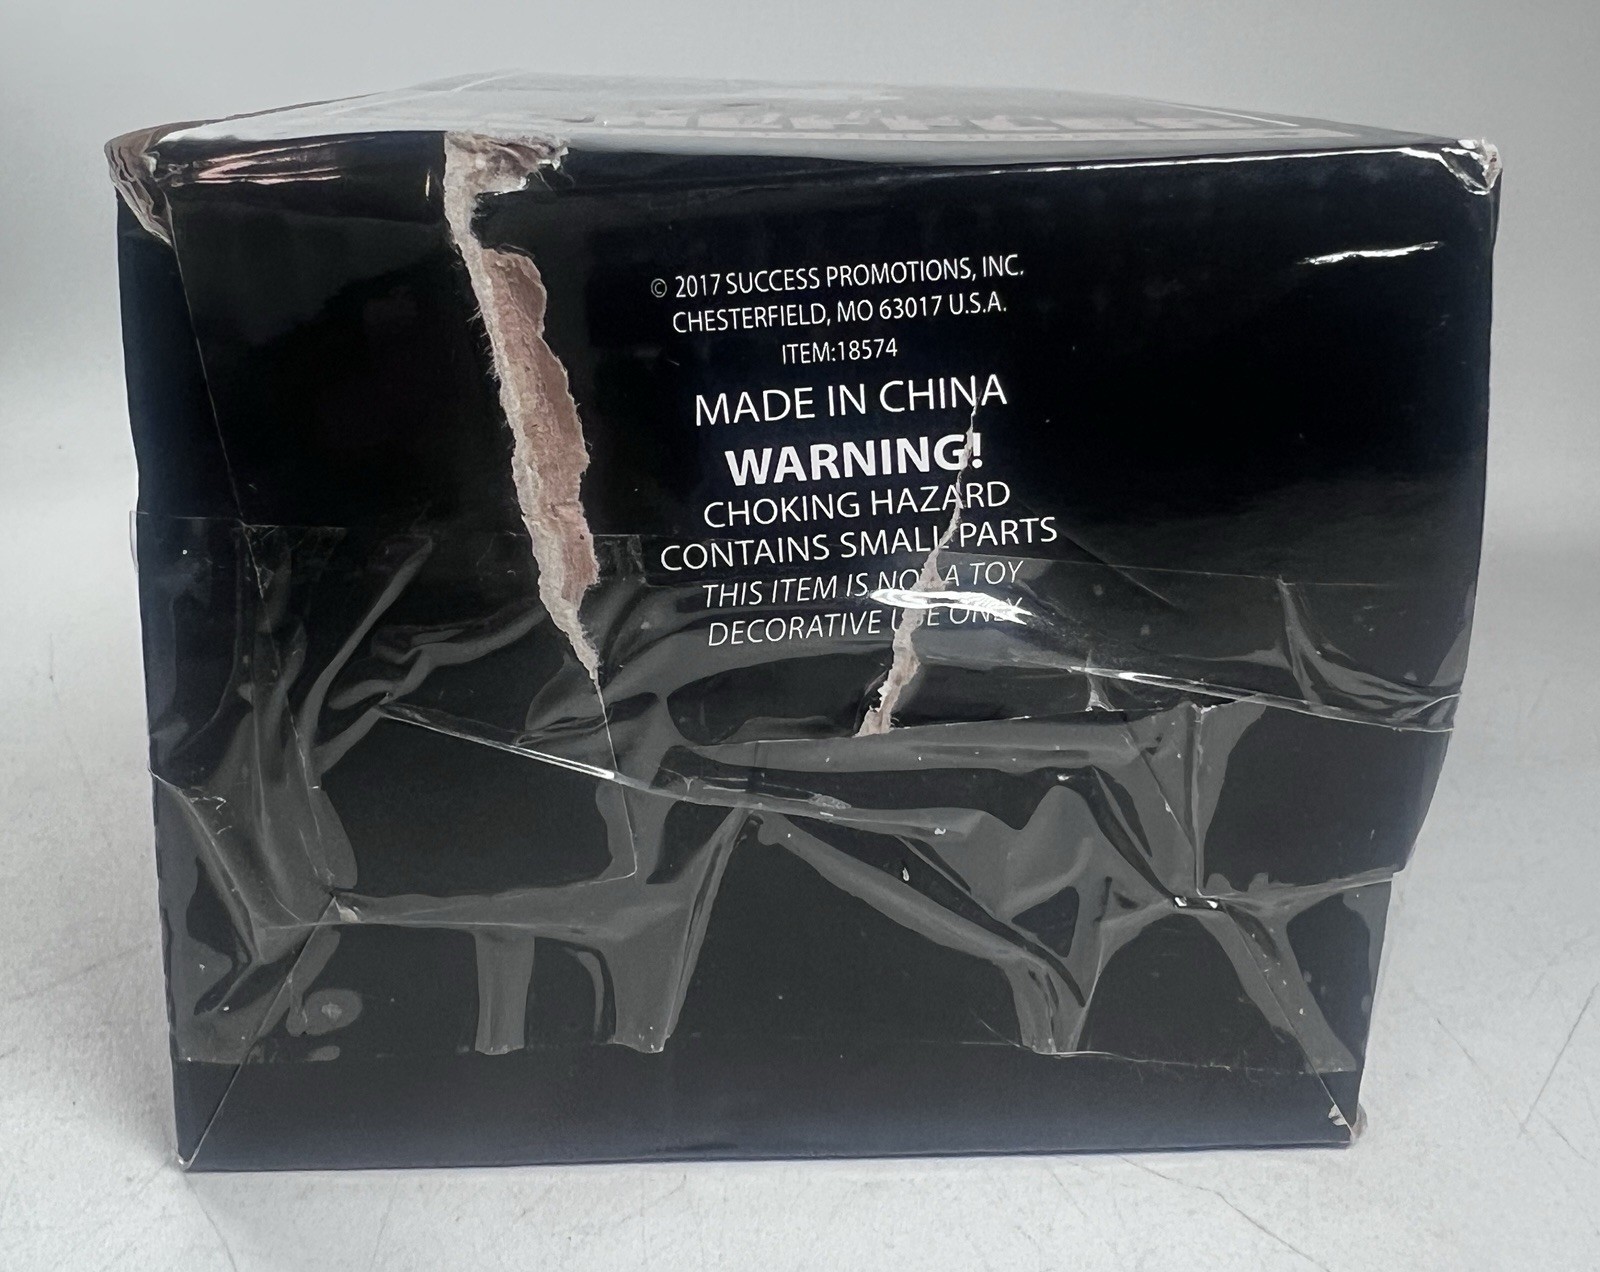 © 2017 SUCCESS PROMOTIONS, INC.
CHESTERFIELD, MO 63017 U.S.A.
ITEM:18574
MADE IN CHINA
WARNING!
CHOKING HAZARD
CONTAINS SMALL PARTS
THIS ITEM IS NOT A TOY
DECORATIVE USE ONLY